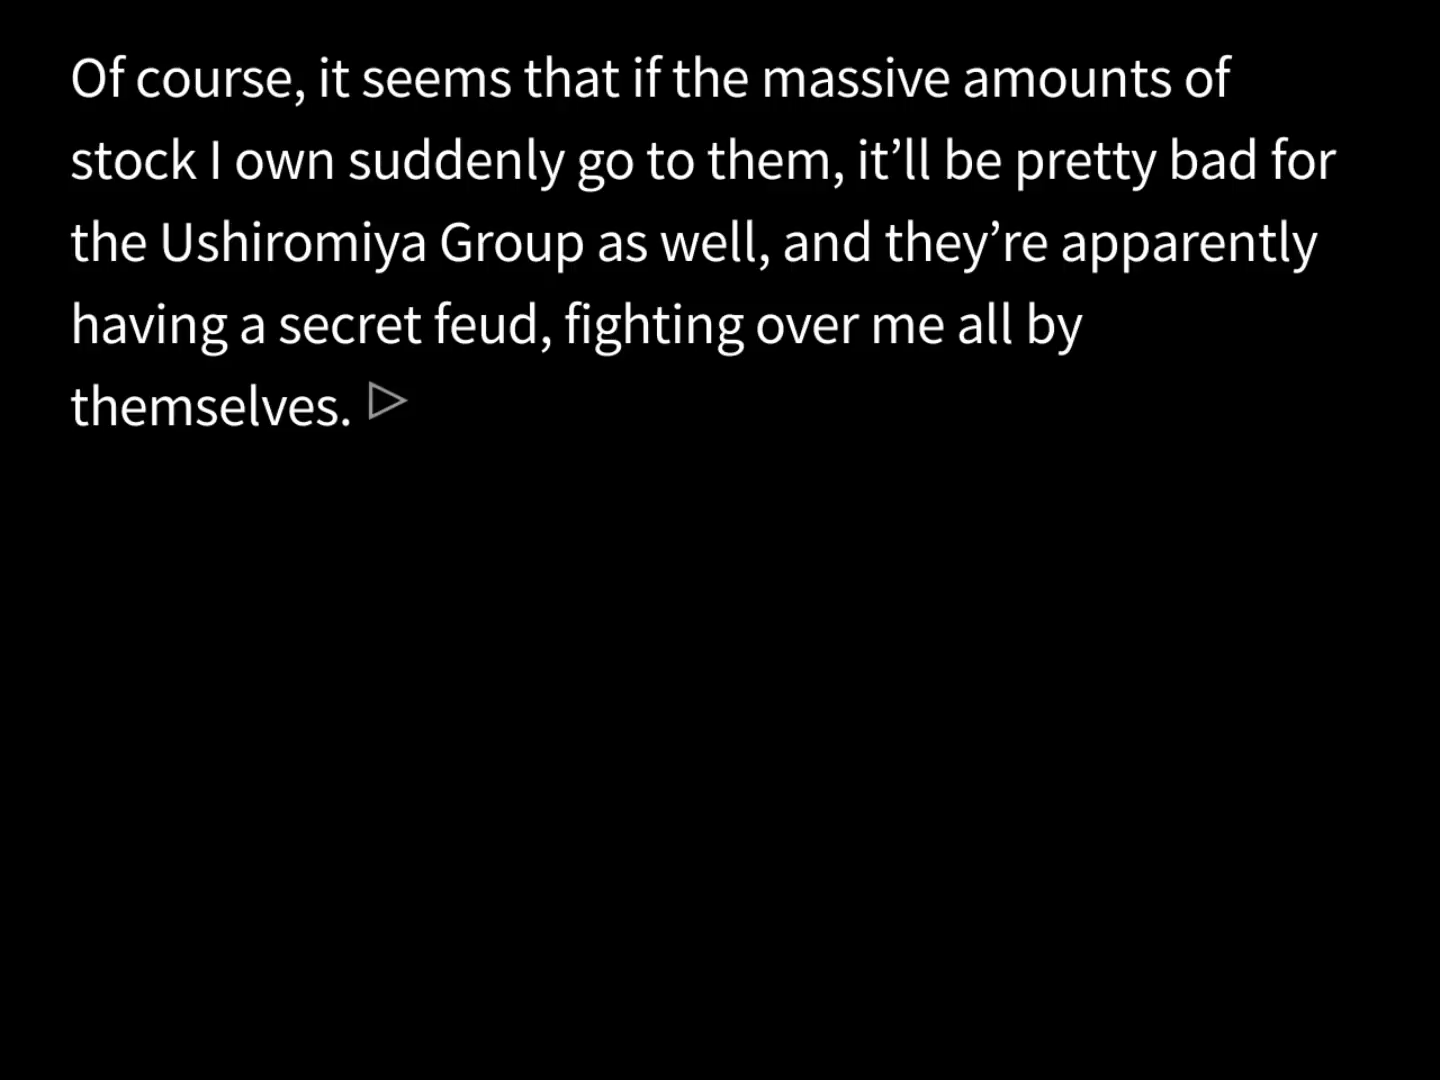 Of course, it seems that if the massive amounts of
stock I own suddenly go to them, it’ll be pretty bad for
the Ushiromiya Group as well, and they’re apparently
having a secret feud, fighting over me all by
themselves.